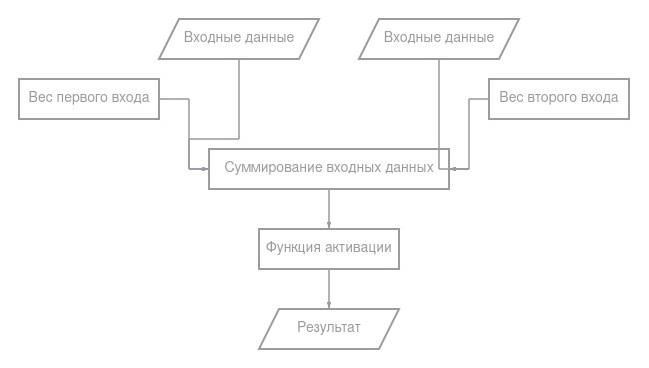 Входные данные
Входные данные
Вес первого входа
Вес второго входа
Суммирование входных данных
Функция активации
Результат